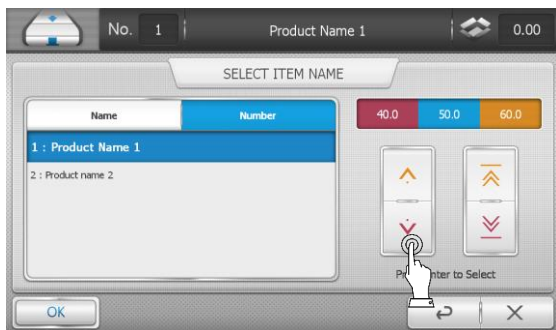 No. 1 Product Name 1 0.00
SELECT ITEM NAME
Name Number 40.0 50.0 60.0
1 : Product Name 1
2 : Product name 2
to Select
OK